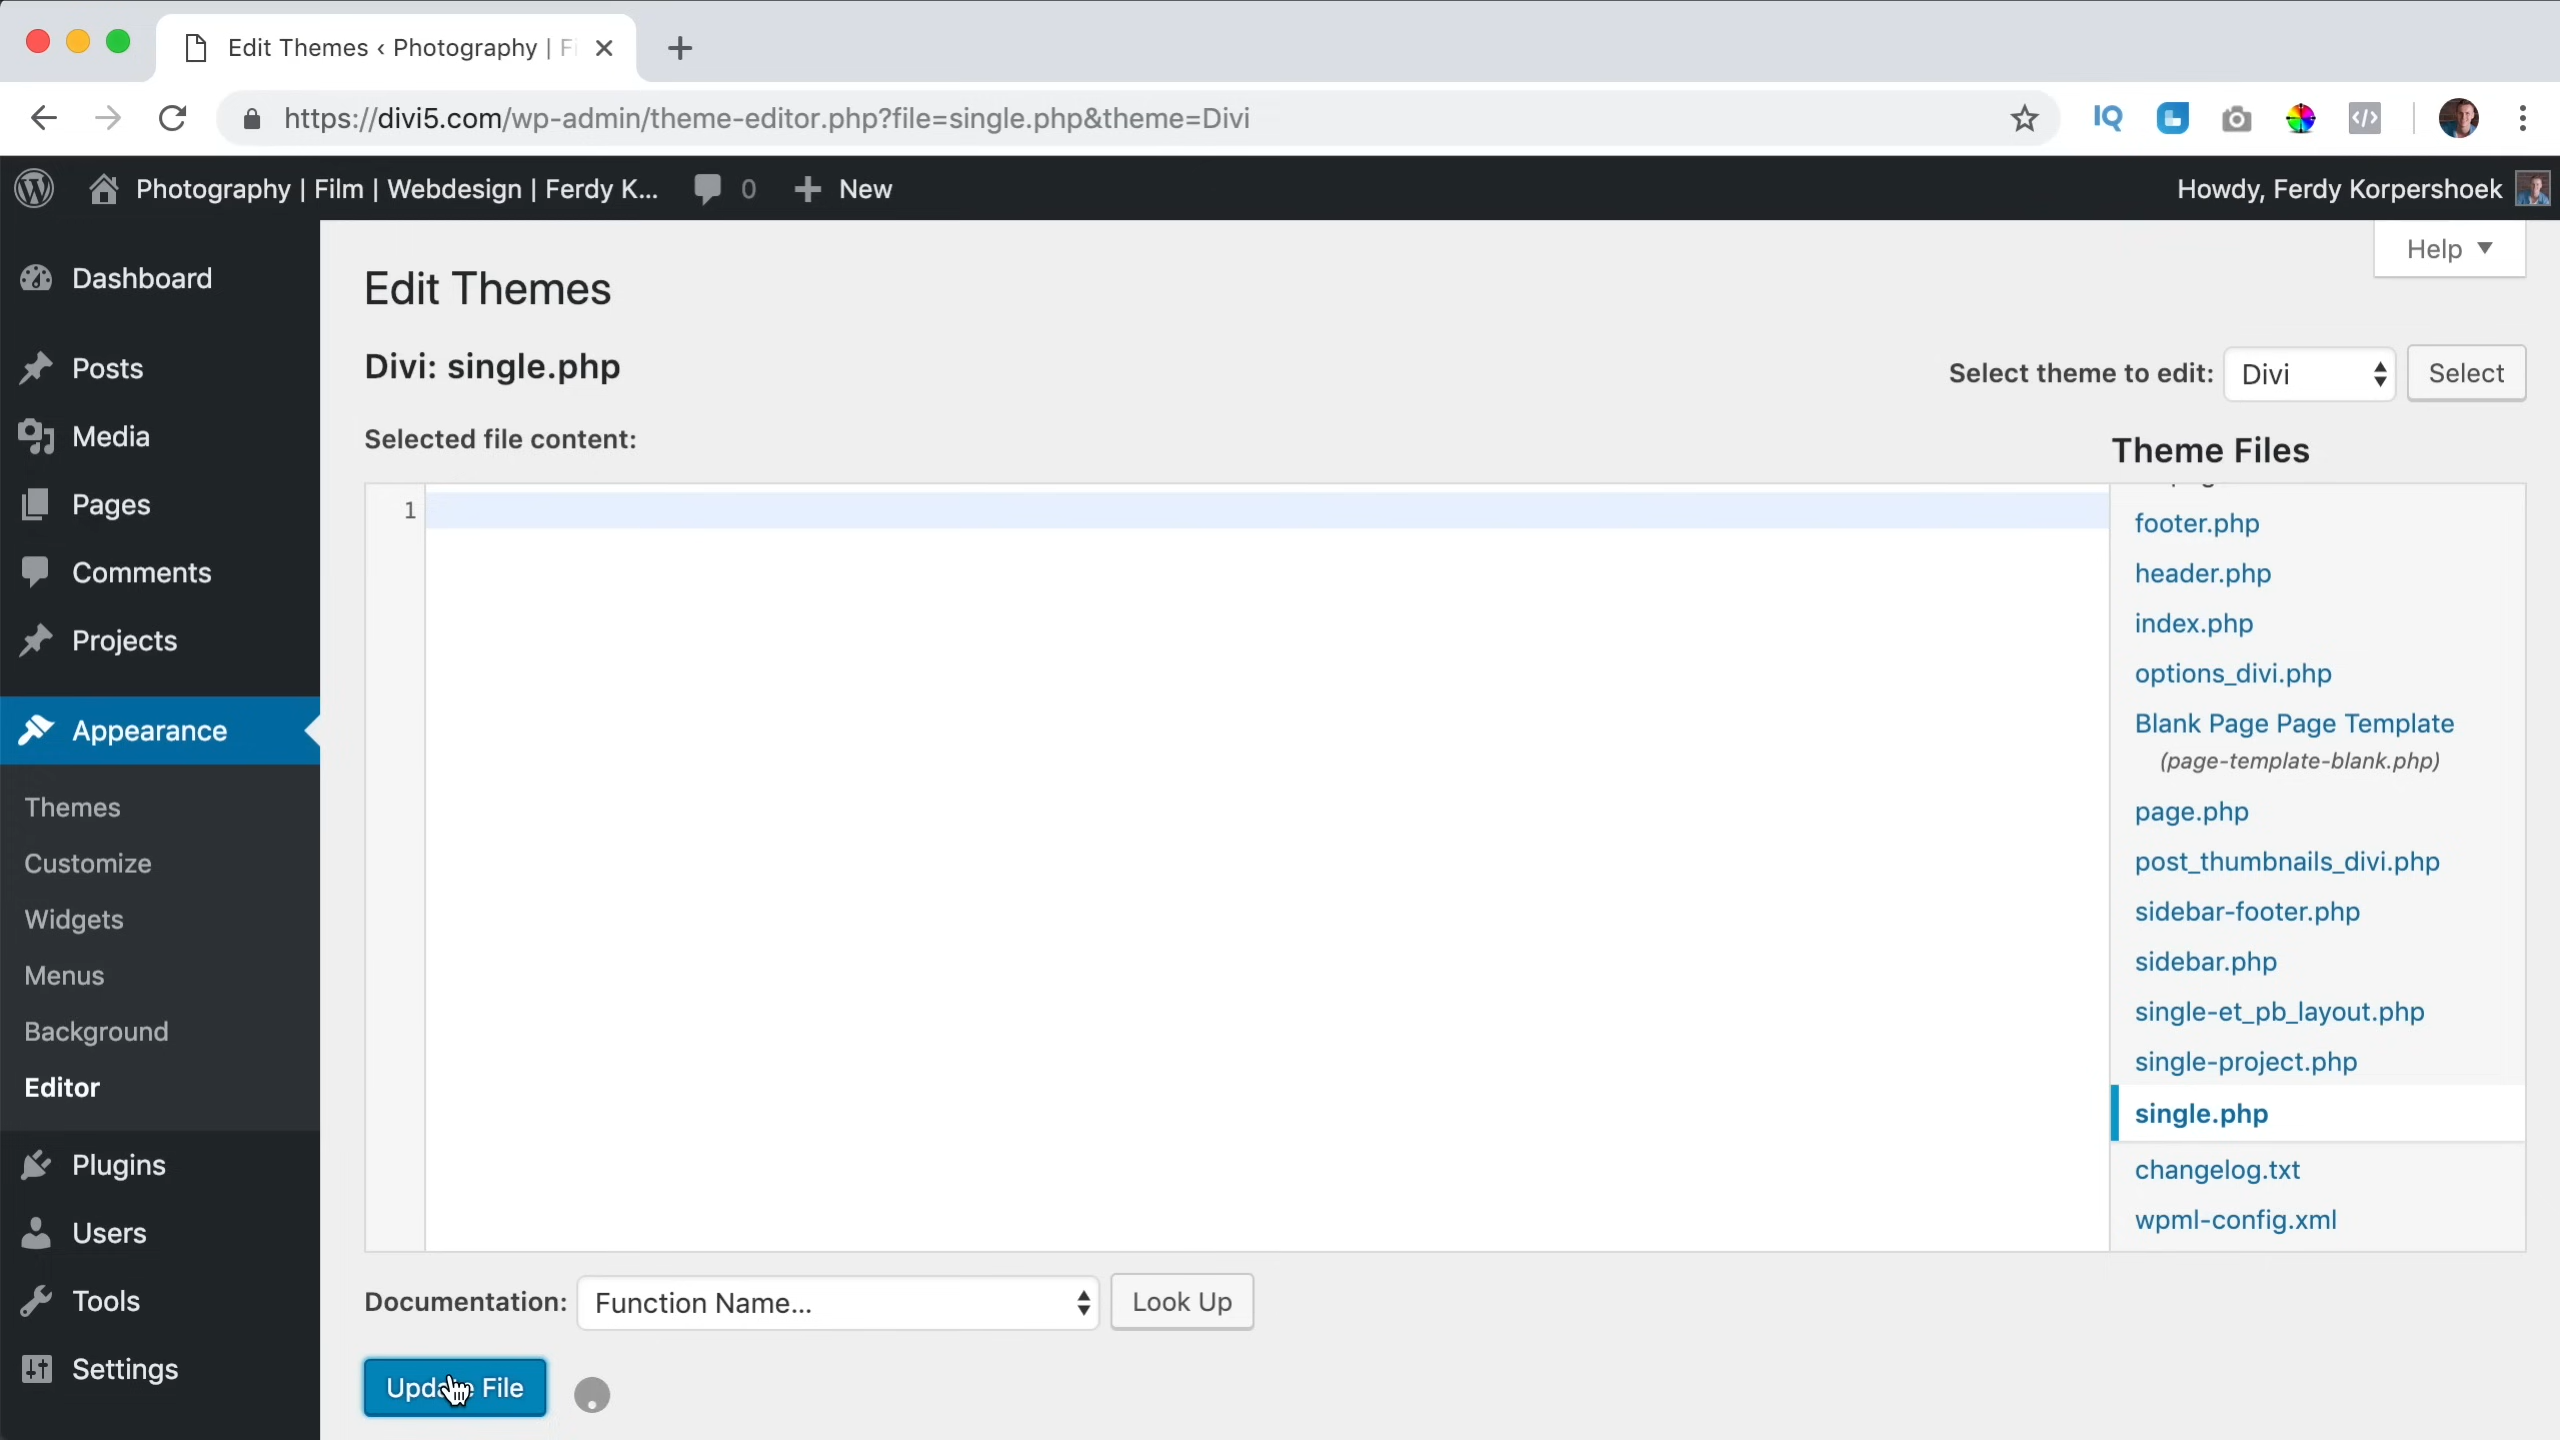 Edit Themes ‹ Photography | Fi
https://divi5.com/wp-admin/theme-editor.php?file=single.php&theme=Divi
IQ
Photography | Film | Webdesign | Ferdy K...
0
New
Howdy, Ferdy Korpershoek
Help
Dashboard
Posts
Media
Pages
Comments
Projects
Appearance
Themes
Customize
Widgets
Menus
Background
Editor
Plugins
Users
Tools
Settings
Edit Themes
Divi: single.php
Select theme to edit:
Divi
Select
Selected file content:
1
Theme Files
footer.php
header.php
index.php
options_divi.php
Blank Page Page Template
(page-template-blank.php)
page.php
post_thumbnails_divi.php
sidebar-footer.php
sidebar.php
single-et_pb_layout.php
single-project.php
single.php
changelog.txt
wpml-config.xml
Documentation:
Function Name...
Look Up
Update File